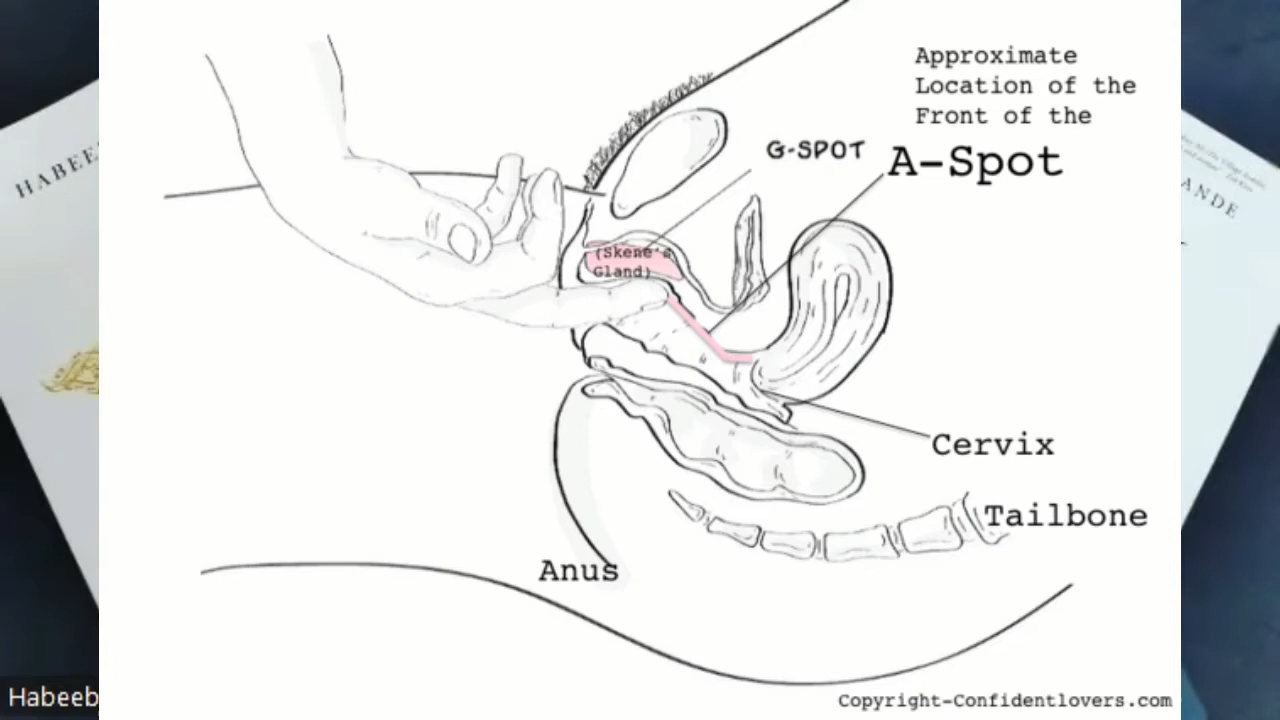 Approximate
Location of the
Front of the
A-Spot
G-SPOT
(Skene's
Gland)
Cervix
Tailbone
Anus
Copyright-Confidentlovers.com
HABEE
ANDE
Habeeb